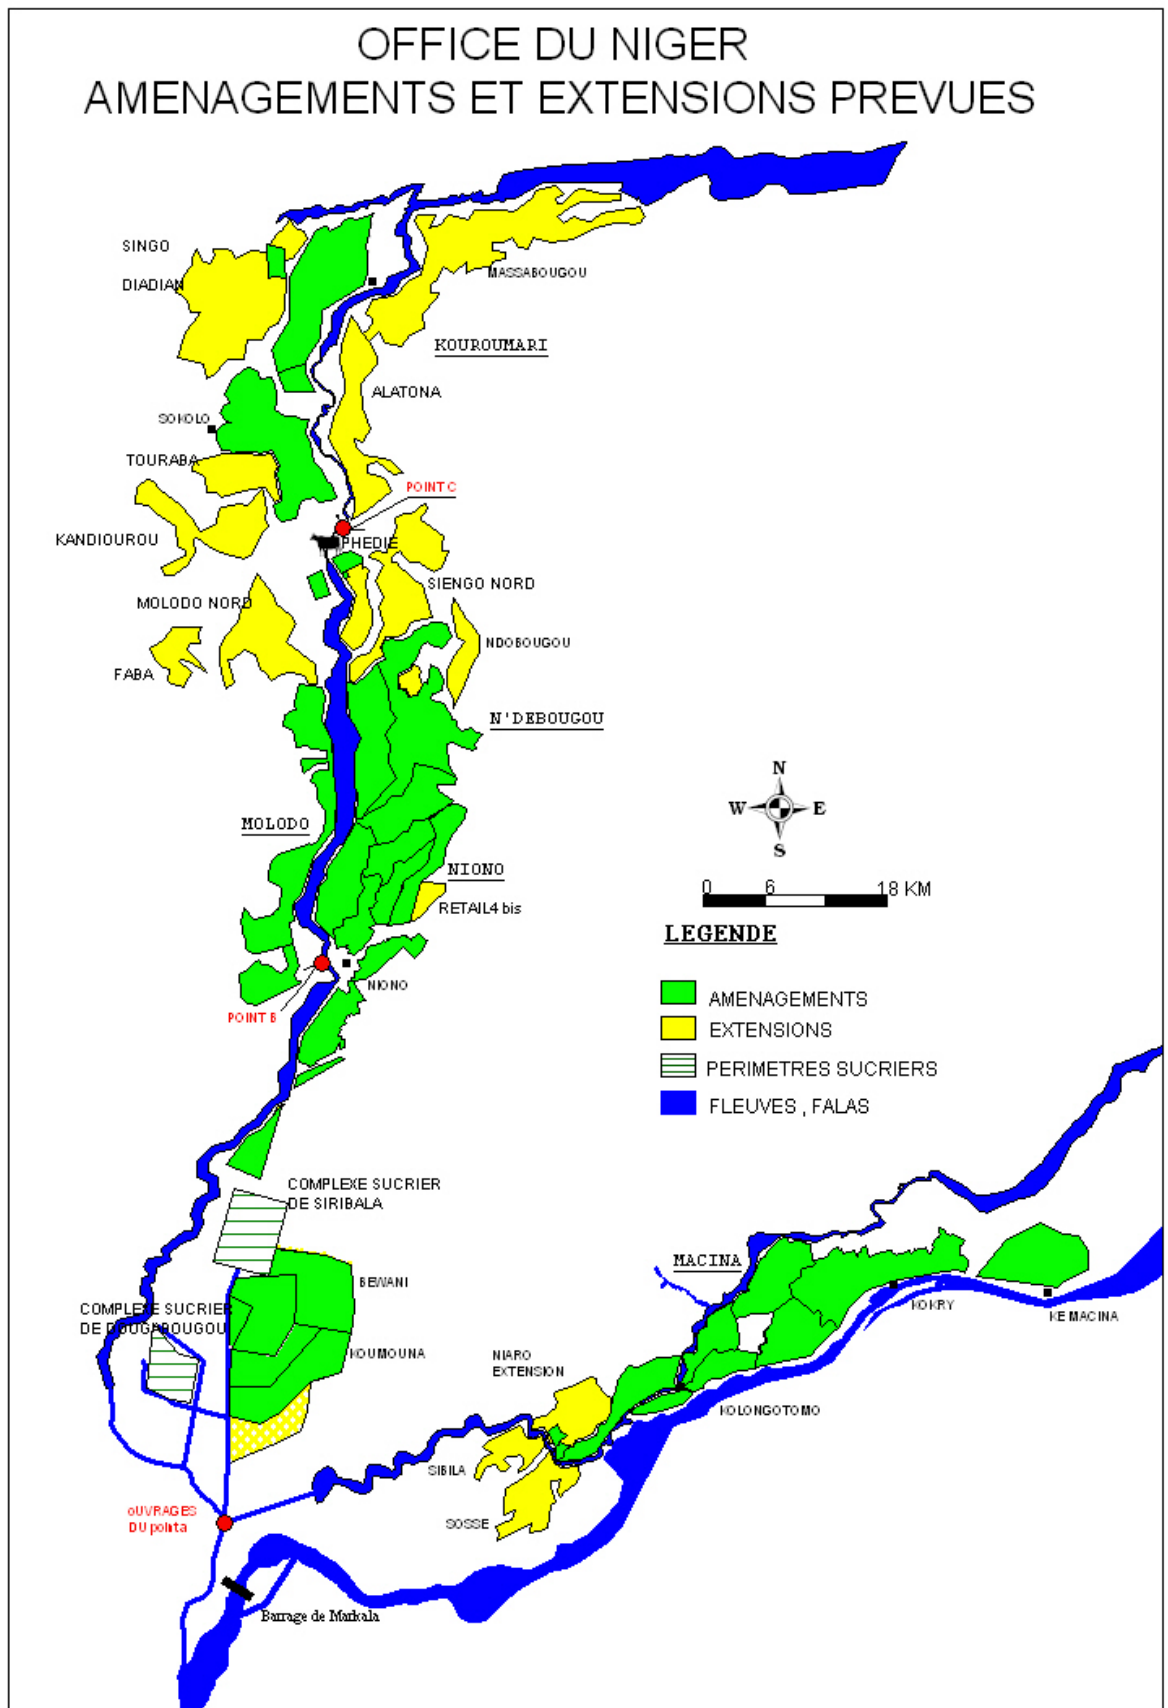 OFFICE DU NIGER
AMENAGEMENTS ET EXTENSIONS PREVUES
SINGO
DIADIAN
MASSABOUGOU
KOUROUMARI
ALATONA
SOKOLO
TOURABA
POINT C
KANDIOUROU
PHEDIE
SIENGO NORD
MOLODO NORD
NDOBOUGOU
FABA
N'DEBOUGOU
N
W E
S
MOLODO
NIONO
0 6 18 KM
RETAIL4 bis
LEGENDE
NIONO
AMENAGEMENTS
POINT B
EXTENSIONS
PERIMETRES SUCRIERS
FLEUVES , FALAS
COMPLEXE SUCRIER
DE SIRIBALA
MACINA
BEWANI
COMPLEXE SUCRIER
DE DOUGABOUGOU
KOKRY
KE MACINA
KOUMOUNA
NIARO
EXTENSION
KOLONGOTOMO
SIBILA
oUVRAGES
DU pointa
SOSSE
Barrage de Markala